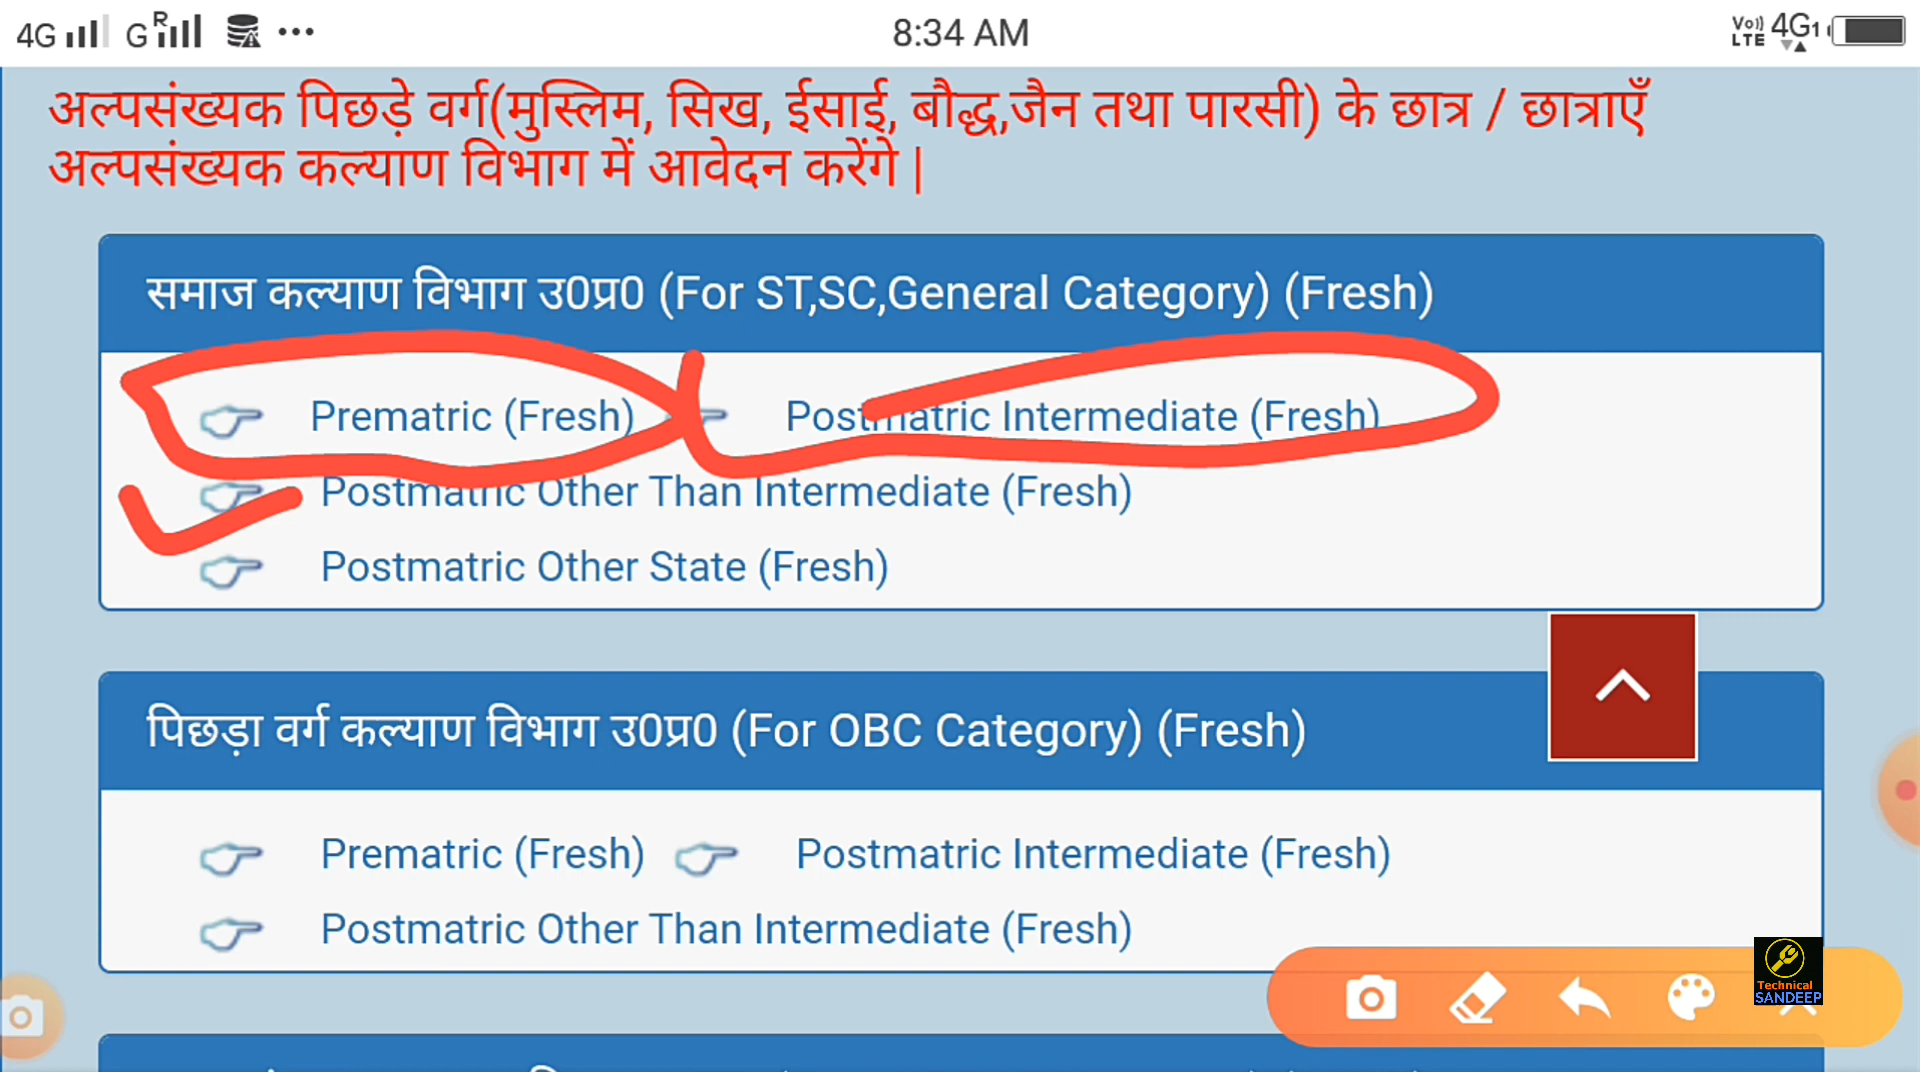 4G G R ... 8:34 AM Vo)) LTE 4G 1
अल्पसंख्यक पिछड़े वर्ग(मुस्लिम, सिख, ईसाई, बौद्ध,जैन तथा पारसी) के छात्र / छात्राएँ
अल्पसंख्यक कल्याण विभाग में आवेदन करेंगे |
समाज कल्याण विभाग उ0प्र0 (For ST,SC,General Category) (Fresh)
Prematric (Fresh) Postmatric Intermediate (Fresh)
Postmatric Other Than Intermediate (Fresh)
Postmatric Other State (Fresh)
पिछड़ा वर्ग कल्याण विभाग उ0प्र0 (For OBC Category) (Fresh)
Prematric (Fresh) Postmatric Intermediate (Fresh)
Postmatric Other Than Intermediate (Fresh)
Technical
SANDEEP